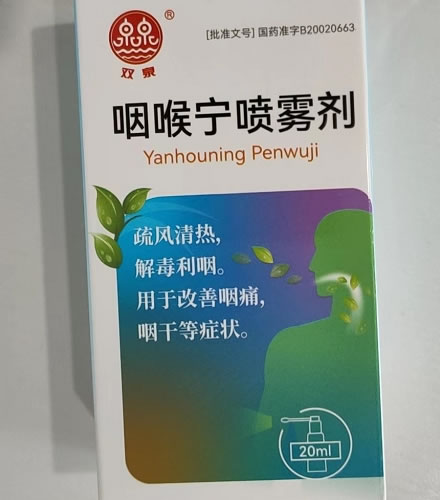 ®
双泉
[批准文号] 国药准字B20020663
咽喉宁喷雾剂
Yanhouning Penwuji
疏风清热，
解毒利咽。
用于改善咽痛，
咽干等症状。
20ml